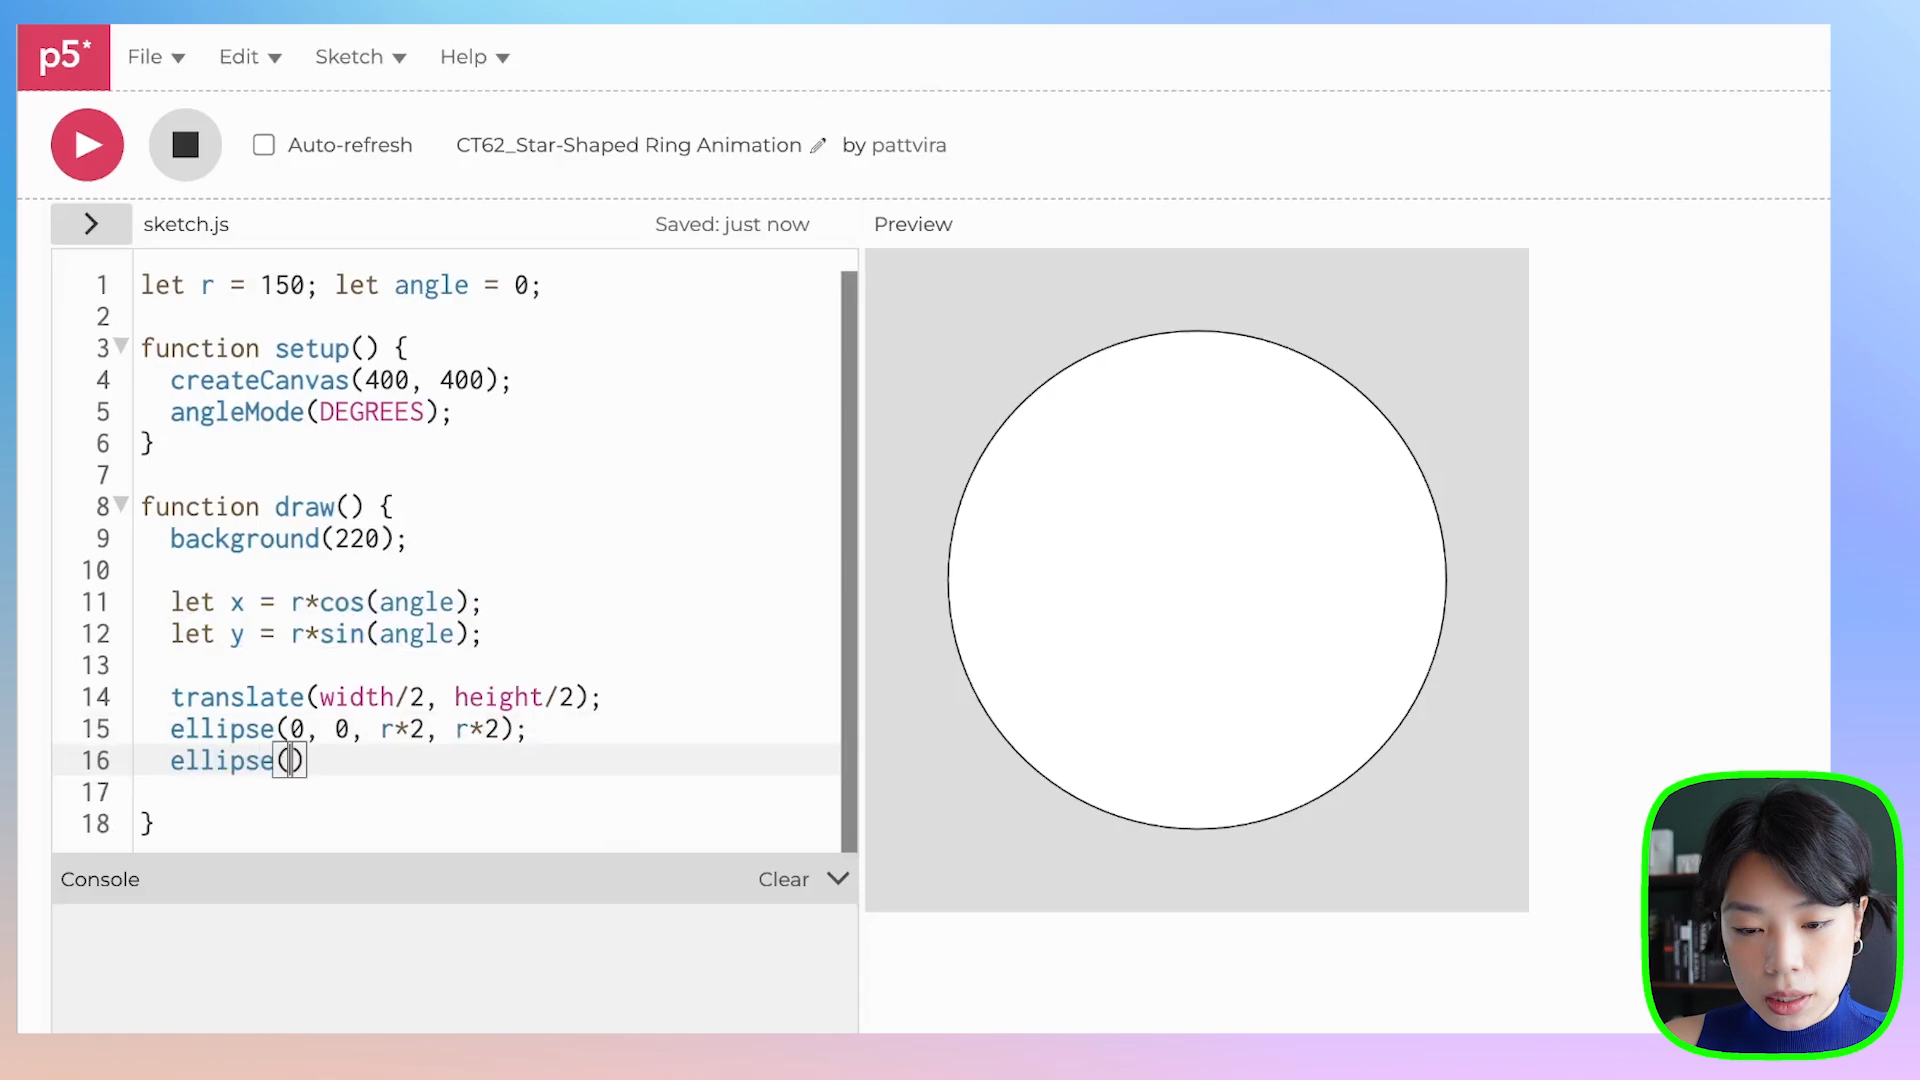 p5* File Edit Sketch Help
Auto-refresh CT62_Star-Shaped Ring Animation by pattvira
sketch.js Saved: just now Preview
1 let r = 150; let angle = 0;
2
3 function setup() {
4 createCanvas(400, 400);
5 angleMode(DEGREES);
6 }
7
8 function draw() {
9 background(220);
10
11 let x = r*cos(angle);
12 let y = r*sin(angle);
13
14 translate(width/2, height/2);
15 ellipse(0, 0, r*2, r*2);
16 ellipse()
17
18 }
Console Clear